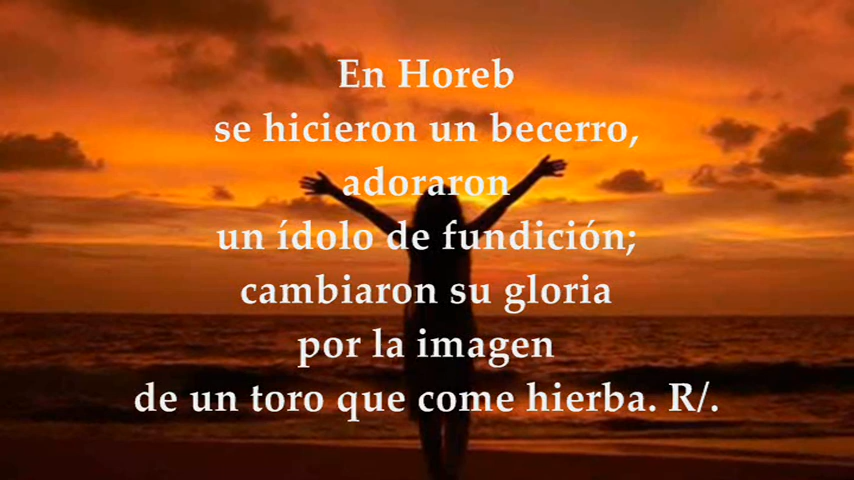 En Horeb
se hicieron un becerro,
adoraron
un ídolo de fundición;
cambiaron su gloria
por la imagen
de un toro que come hierba. R/.